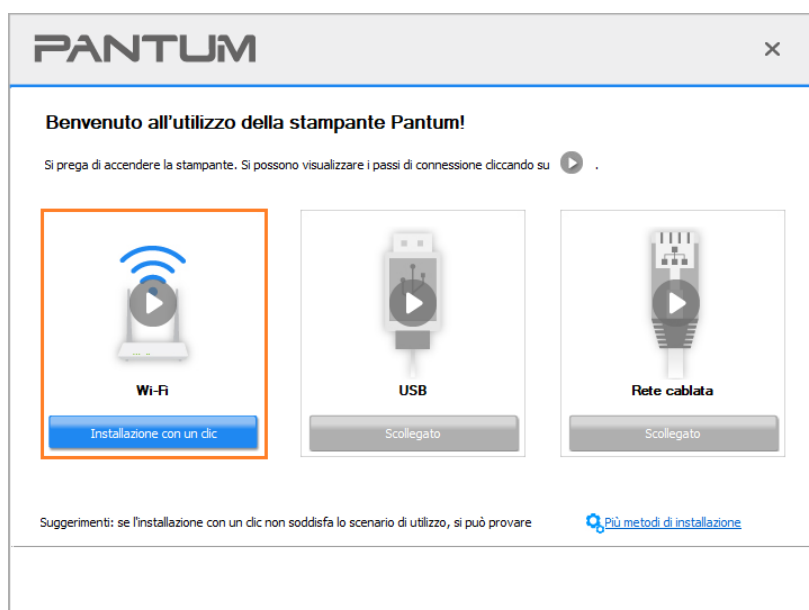 PANTUM
Benvenuto all'utilizzo della stampante Pantum!
Si prega di accendere la stampante. Si possono visualizzare i passi di connessione cliccando su .
Wi-Fi
USB
Rete cablata
Installazione con un clic
Scollegato
Scollegato
Suggerimenti: se l'installazione con un clic non soddisfa lo scenario di utilizzo, si può provare Più metodi di installazione